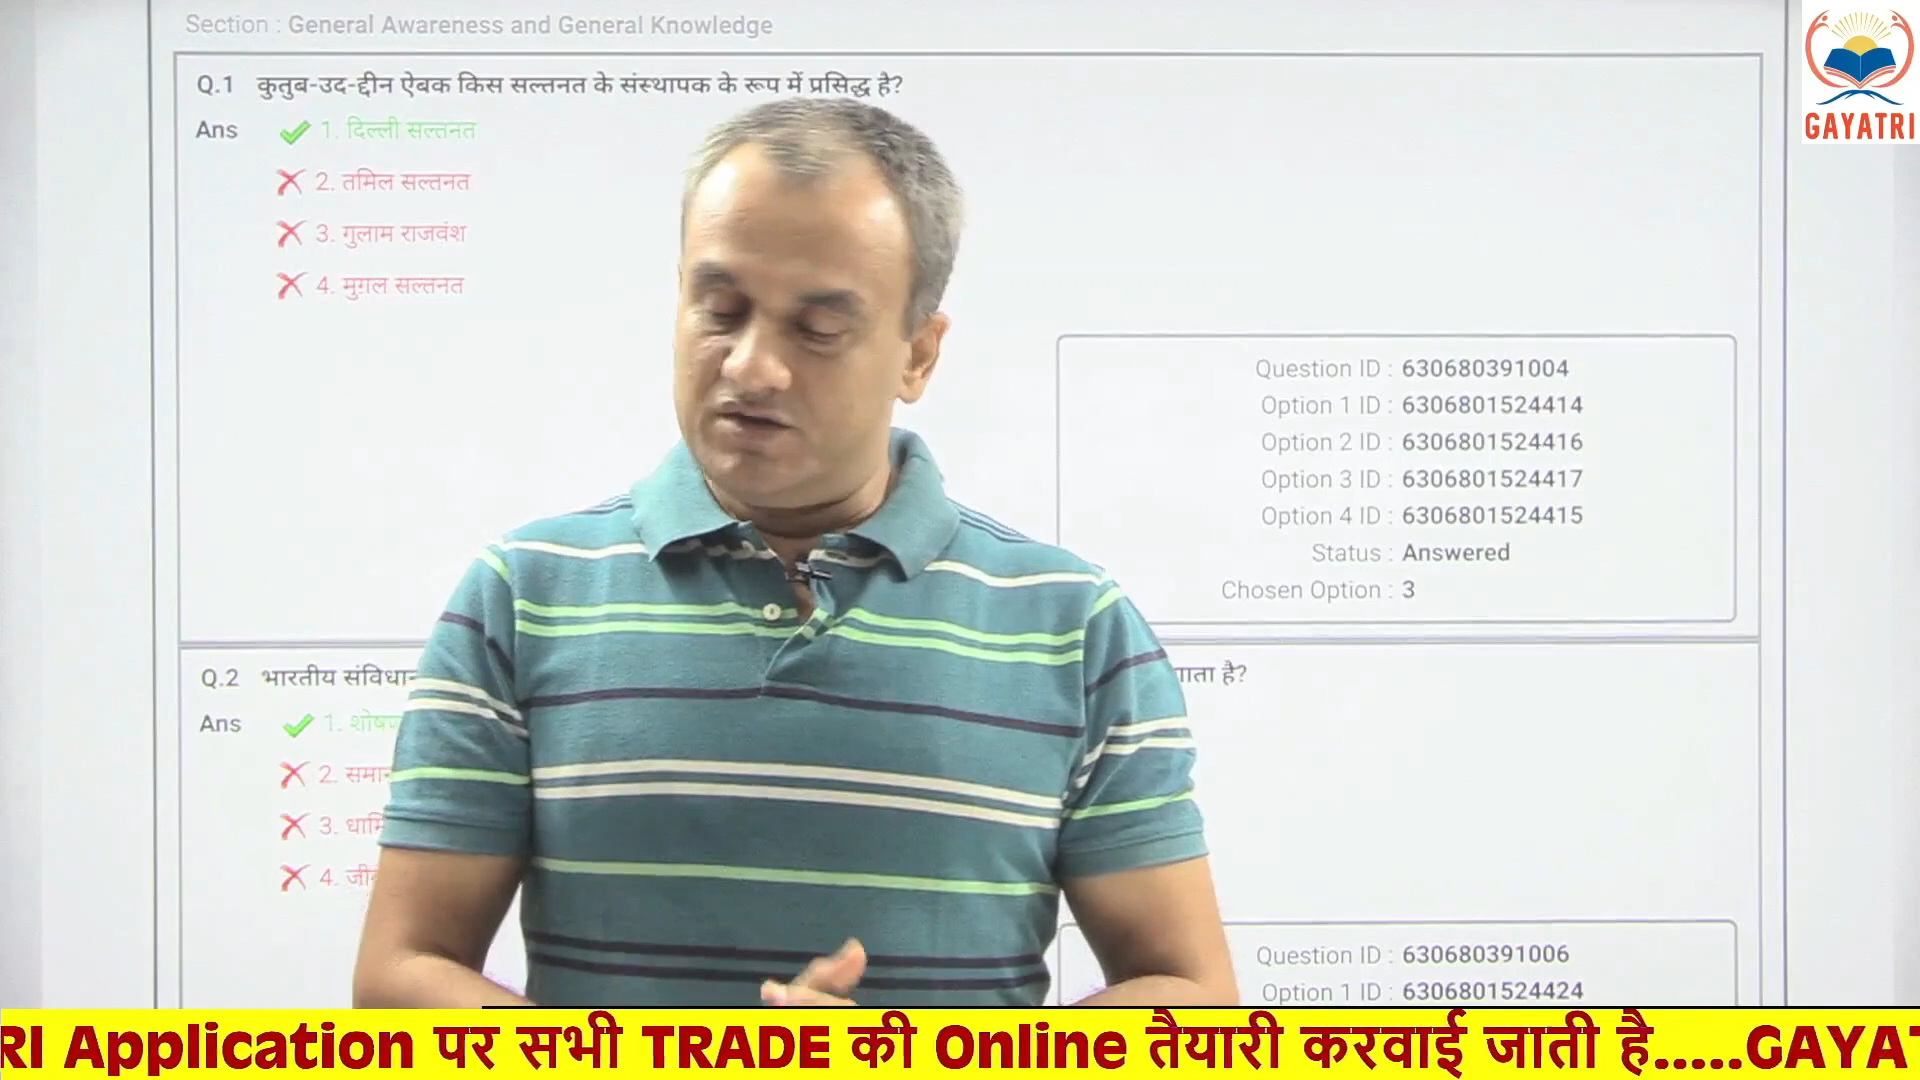 Section : General Awareness and General Knowledge
GAYATRI
Q.1 कुतुब-उद-द्दीन ऐबक किस सल्तनत के संस्थापक के रूप में प्रसिद्ध है?
Ans 1. दिल्ली सल्तनत
2. तमिल सल्तनत
3. गुलाम राजवंश
4. मुग़ल सल्तनत
Question ID : 630680391004
Option 1 ID : 6306801524414
Option 2 ID : 6306801524416
Option 3 ID : 6306801524417
Option 4 ID : 6306801524415
Status : Answered
Chosen Option : 3
Q.2 भारतीय है?
Ans 1.
2.
3.
4.
Question ID : 630680391006
Option 1 ID : 6306801524424
RI Application पर सभी TRADE की Online तैयारी करवाई जाती है.....GAYAT